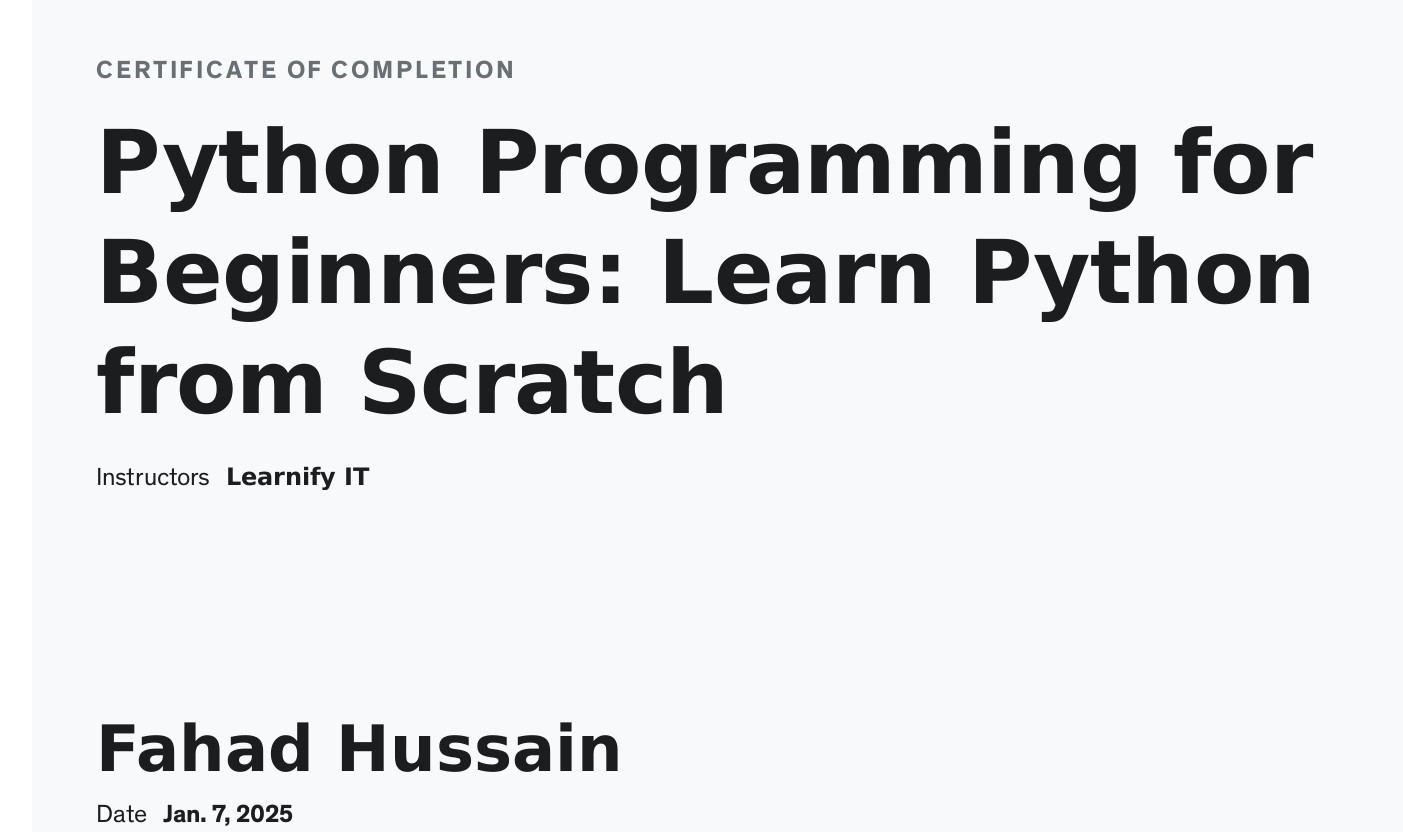 CERTIFICATE OF COMPLETION
Python Programming for
Beginners: Learn Python
from Scratch
Instructors Learnify IT
Fahad Hussain
Date Jan. 7, 2025